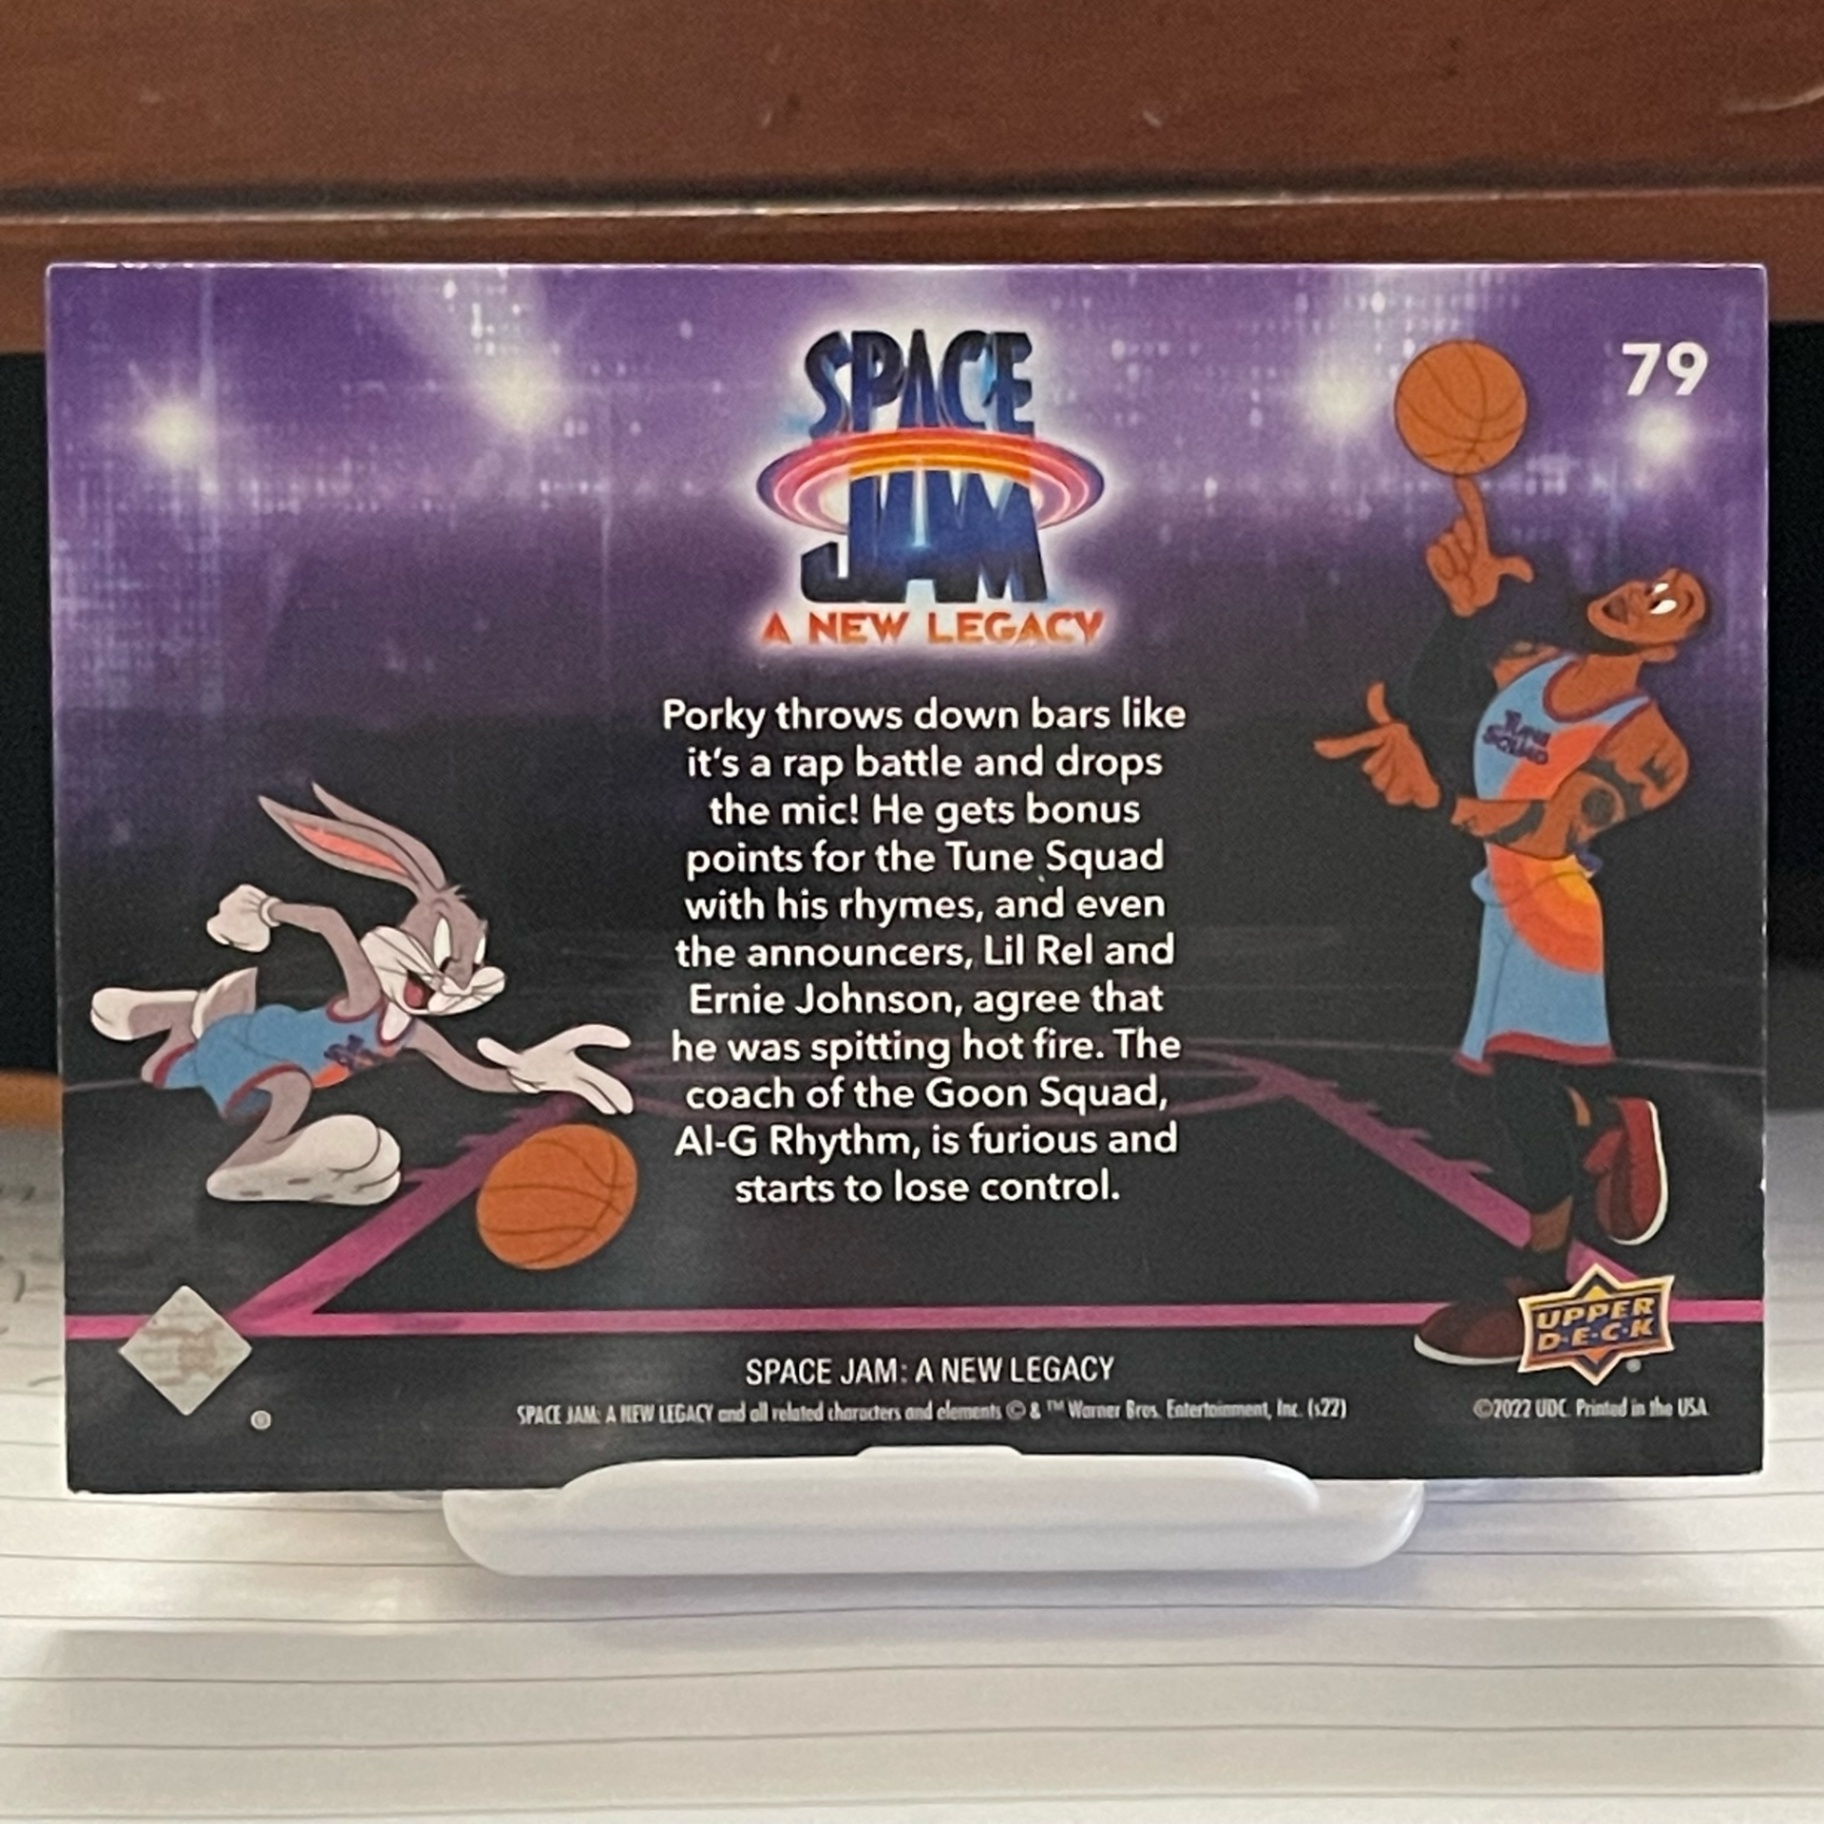 79
SPACE
JAM
A NEW LEGACY
Porky throws down bars like
it's a rap battle and drops
the mic! He gets bonus
points for the Tune Squad
with his rhymes, and even
the announcers, Lil Rel and
Ernie Johnson, agree that
he was spitting hot fire. The
coach of the Goon Squad,
Al-G Rhythm, is furious and
starts to lose control.
TUNE
SQUAD
UPPER
D·E·C·K
SPACE JAM: A NEW LEGACY
SPACE JAM: A NEW LEGACY and all related characters and elements © & ™ Warner Bros. Entertainment, Inc. (s22)
©2022 UDC. Printed in the USA
®